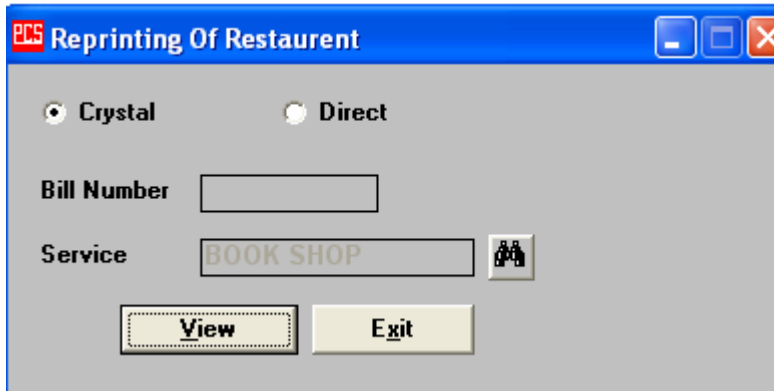 PCS Reprinting Of Restaurent
Crystal Direct
Bill Number
Service BOOK SHOP
View Exit